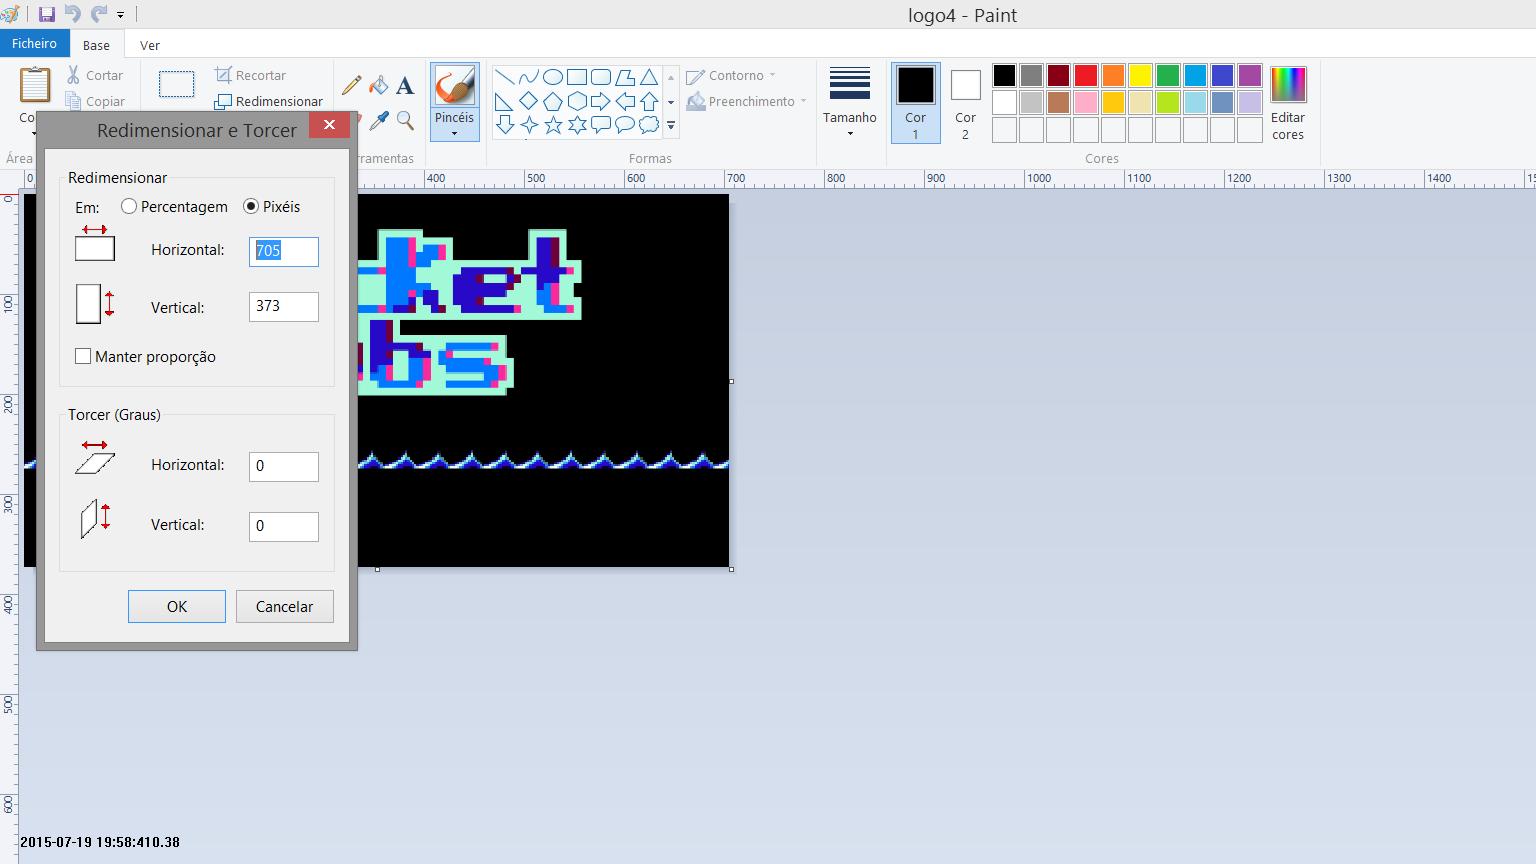 logo4 - Paint
Ficheiro Base Ver
Cortar
Copiar
Recortar
Redimensionar
Pincéis
Contorno
Preenchimento
Formas
Tamanho
Cor
1
Cor
2
Editar
cores
Cores
Co
Área
rramentas
Redimensionar e Torcer
Redimensionar
Em: Percentagem Pixéis
Horizontal: 705
Vertical: 373
Manter proporção
Torcer (Graus)
Horizontal: 0
Vertical: 0
OK Cancelar
0 400 500 600 700 800 900 1000 1100 1200 1300 1400 15
0
100
200
300
400
500
600
ket
bs
2015-07-19 19:58:410.38